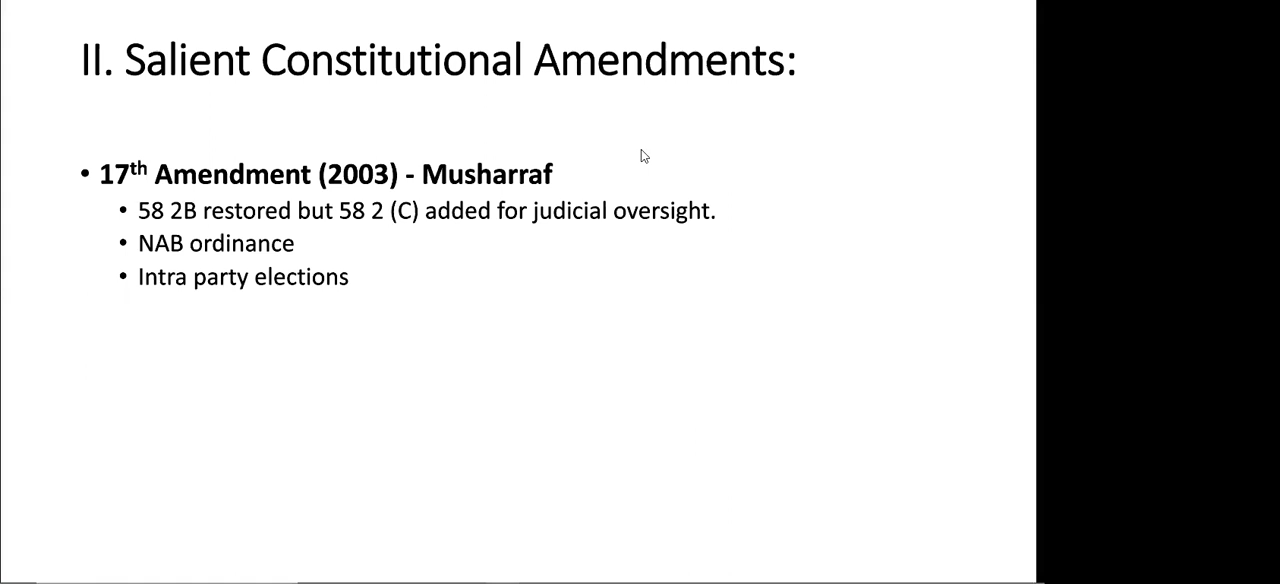 II. Salient Constitutional Amendments:
• 17th Amendment (2003) - Musharraf
• 58 2B restored but 58 2 (C) added for judicial oversight.
• NAB ordinance
• Intra party elections